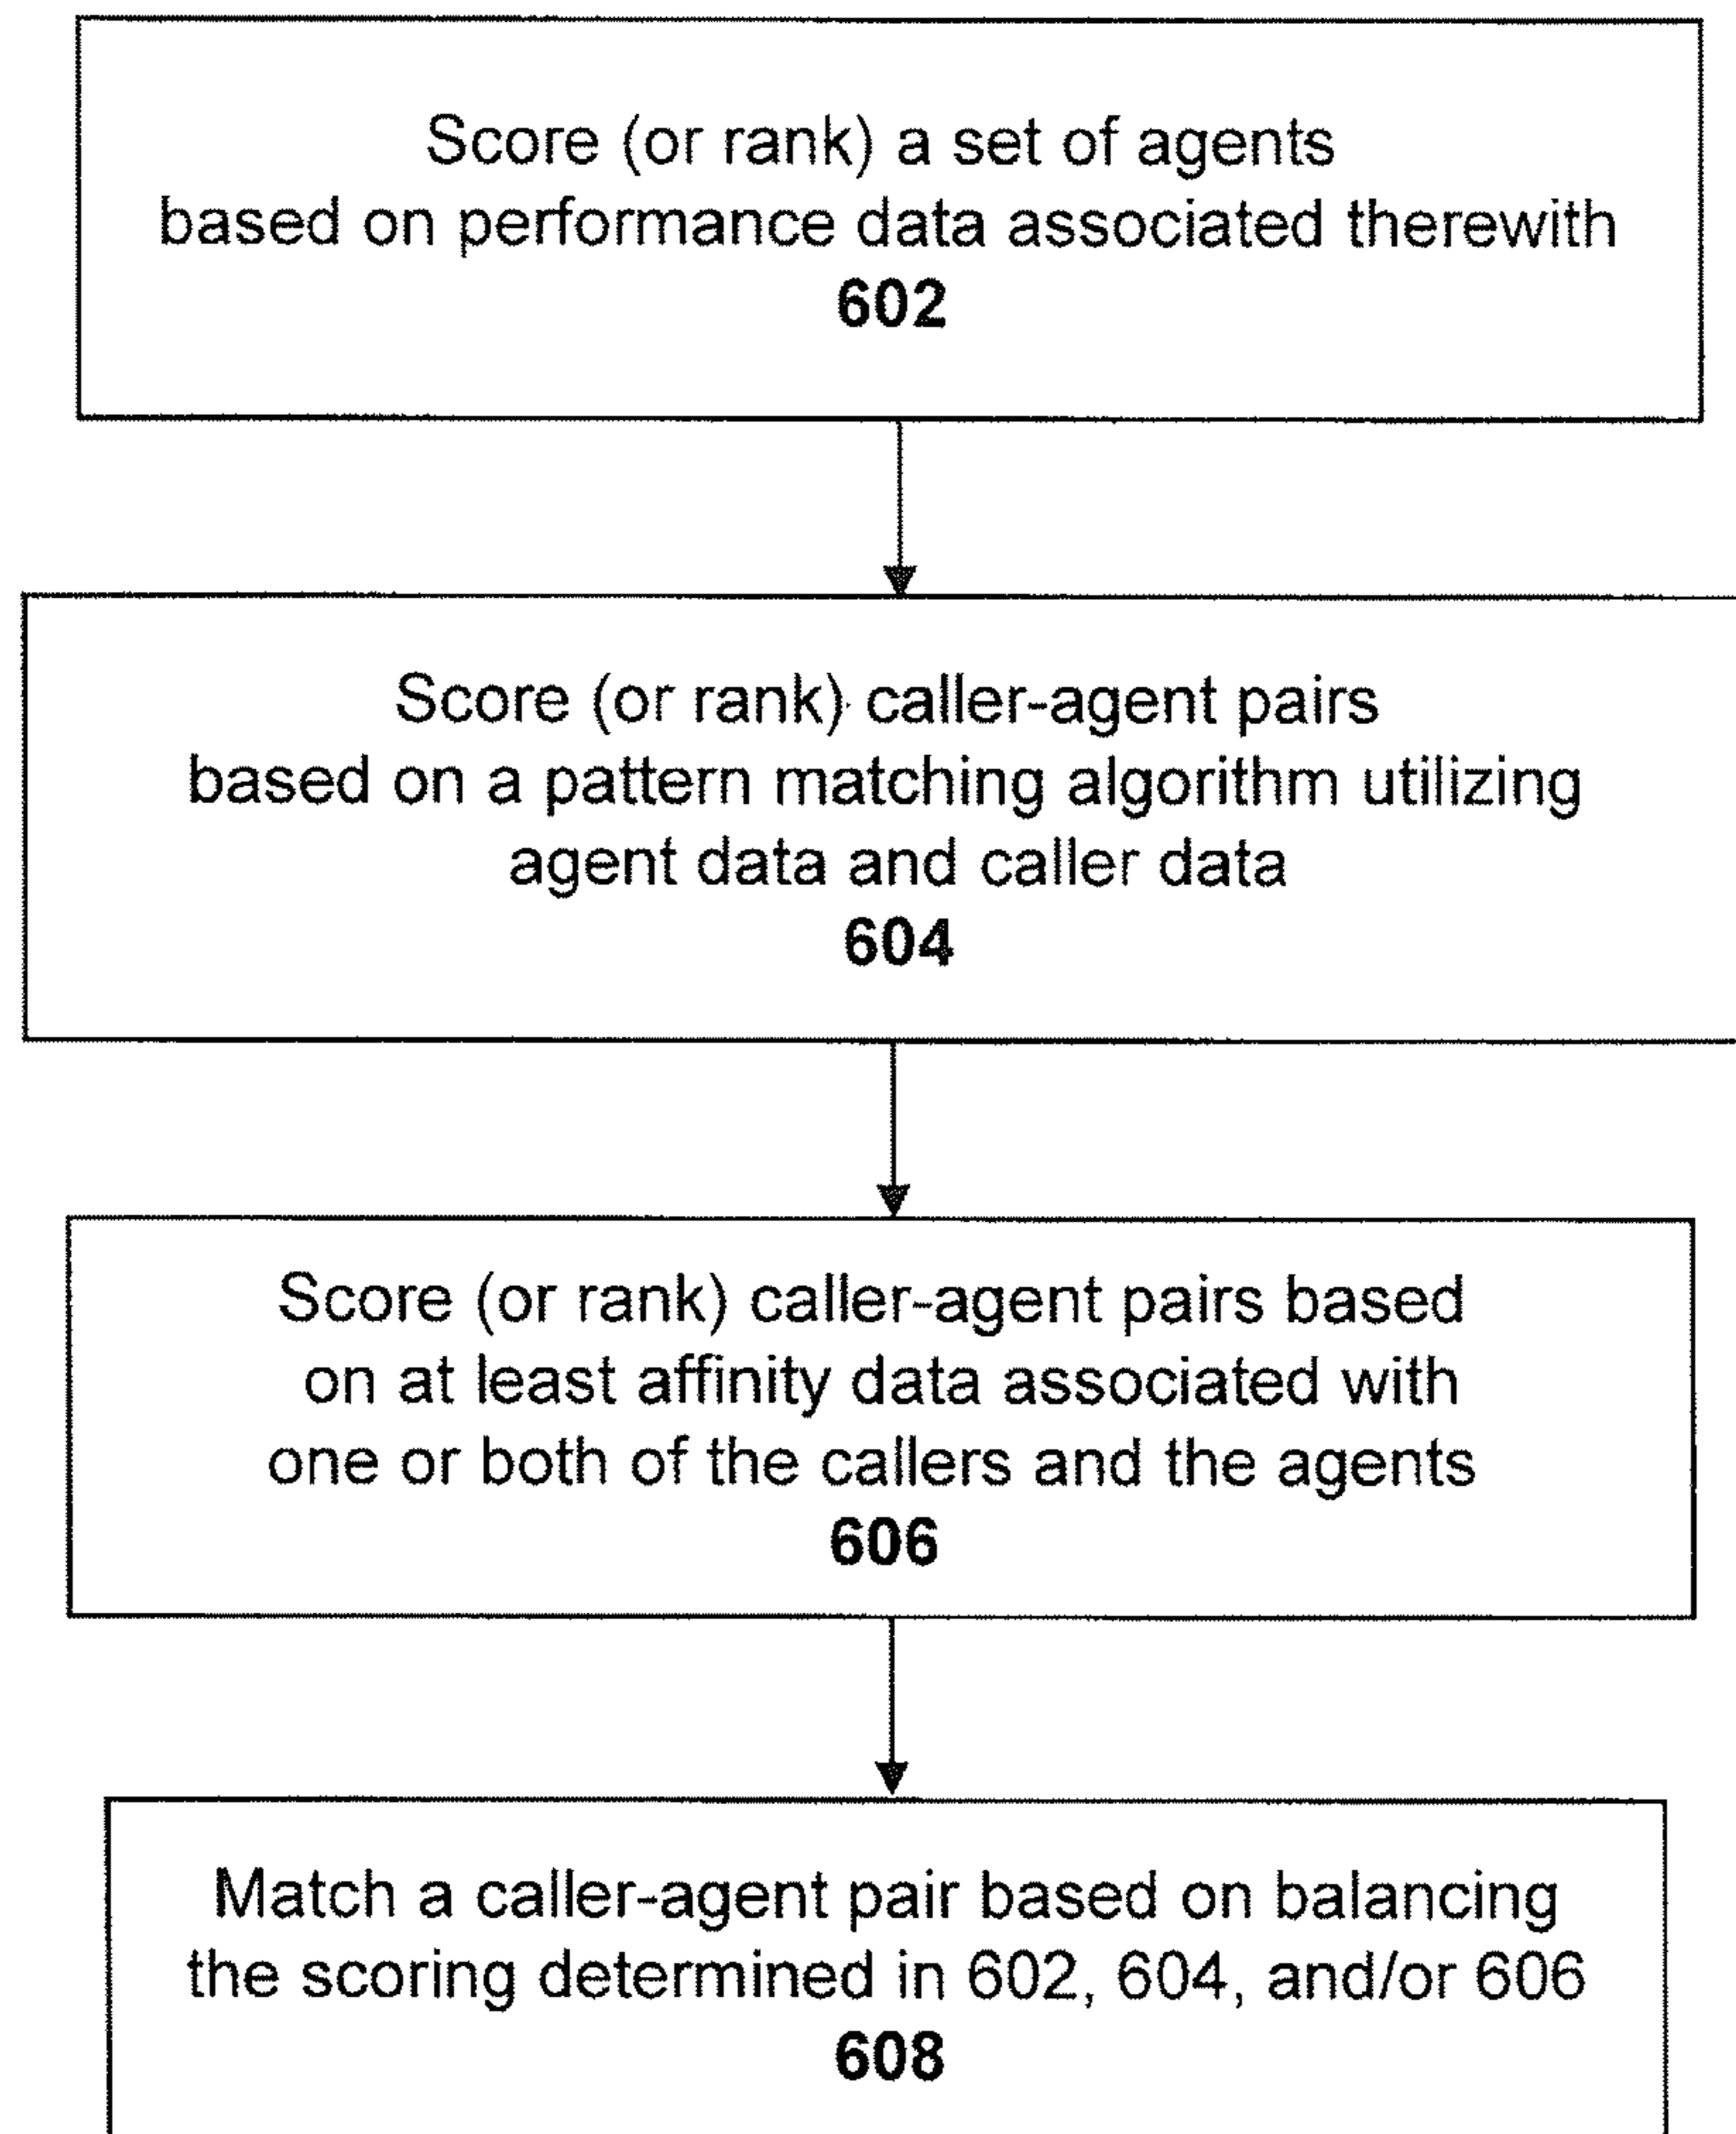 Score (or rank) a set of agents
based on performance data associated therewith
602
Score (or rank) caller-agent pairs
based on a pattern matching algorithm utilizing
agent data and caller data
604
Score (or rank) caller-agent pairs based
on at least affinity data associated with
one or both of the callers and the agents
606
Match a caller-agent pair based on balancing
the scoring determined in 602, 604, and/or 606
608